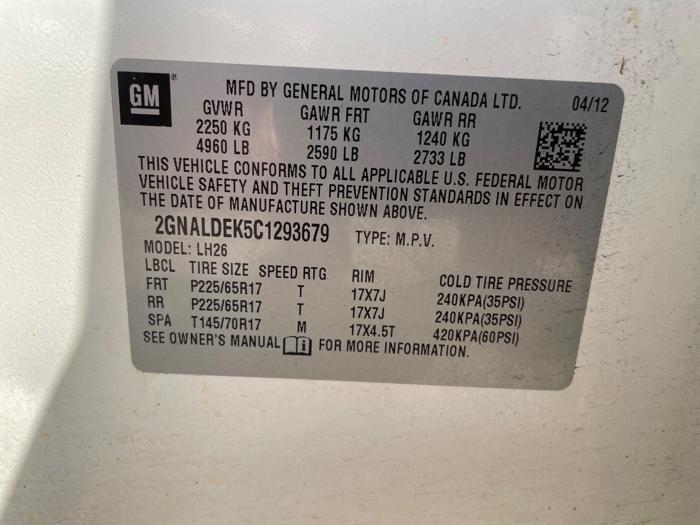 GM
MFD BY GENERAL MOTORS OF CANADA LTD. 04/12
GVWR GAWR FRT GAWR RR
2250 KG 1175 KG 1240 KG
4960 LB 2590 LB 2733 LB
THIS VEHICLE CONFORMS TO ALL APPLICABLE U.S. FEDERAL MOTOR
VEHICLE SAFETY AND THEFT PREVENTION STANDARDS IN EFFECT ON
THE DATE OF MANUFACTURE SHOWN ABOVE.
2GNALDEK5C1293679 TYPE: M.P.V.
MODEL: LH26
LBCL TIRE SIZE SPEED RTG RIM COLD TIRE PRESSURE
FRT P225/65R17 T 17X7J 240KPA(35PSI)
RR P225/65R17 T 17X7J 240KPA(35PSI)
SPA T145/70R17 M 17X4.5T 420KPA(60PSI)
SEE OWNER'S MANUAL FOR MORE INFORMATION.